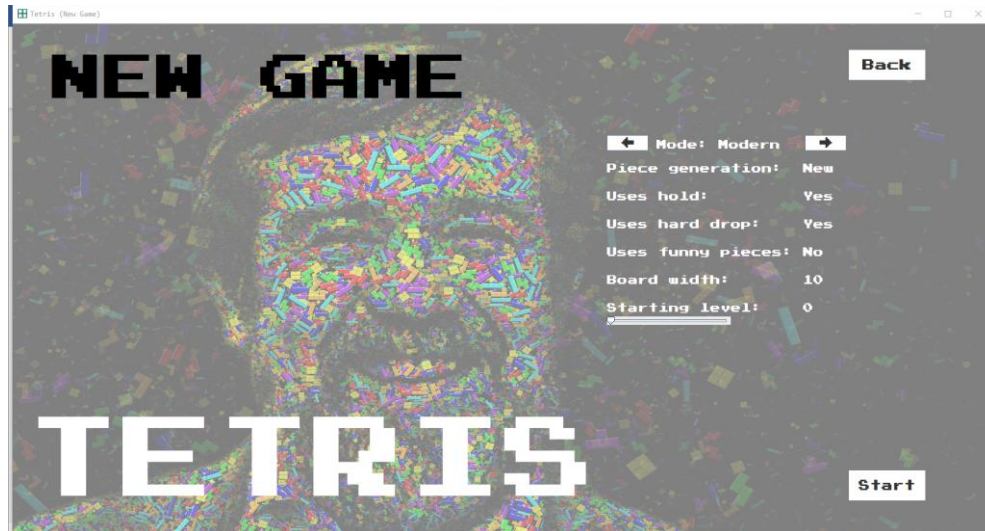 Tetris (New Game)
NEW GAME
Back
Mode: Modern
Piece generation: New
Uses hold: Yes
Uses hard drop: Yes
Uses funny pieces: No
Board width: 10
Starting level: 0
TETRIS
Start